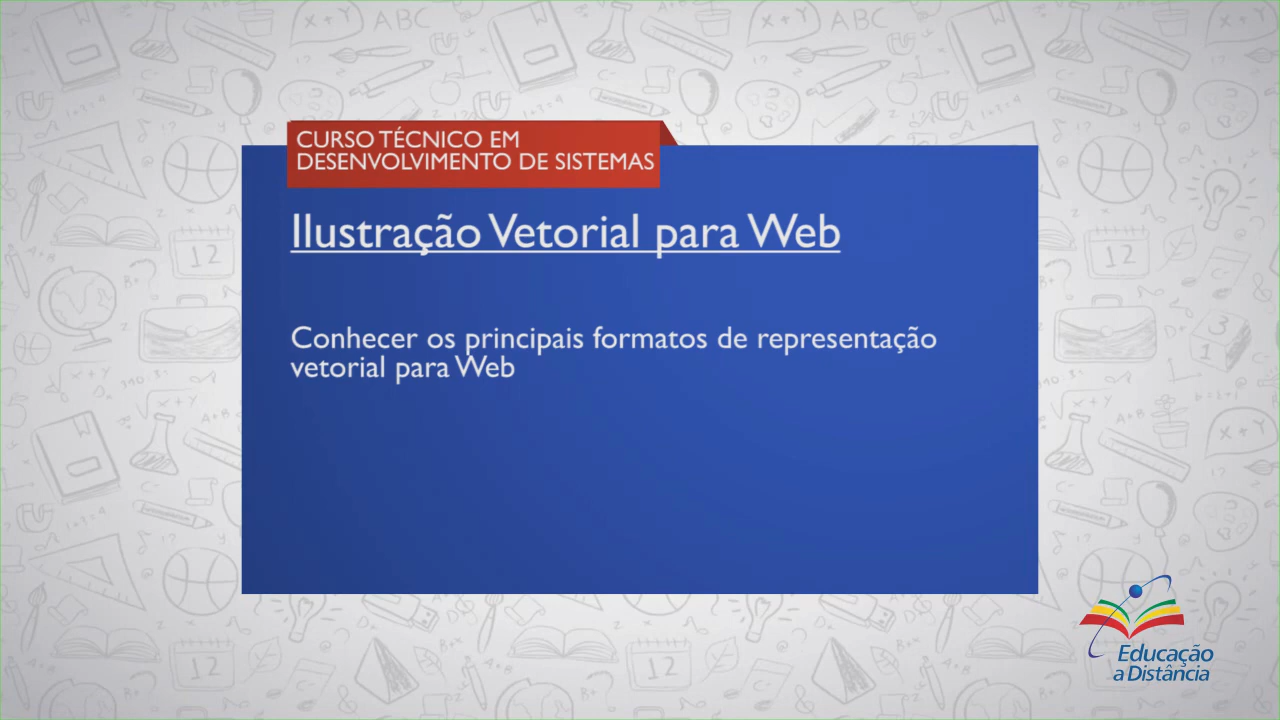 CURSO TÉCNICO EM
DESENVOLVIMENTO DE SISTEMAS
Ilustração Vetorial para Web
Conhecer os principais formatos de representação
vetorial para Web
Educação
a Distância